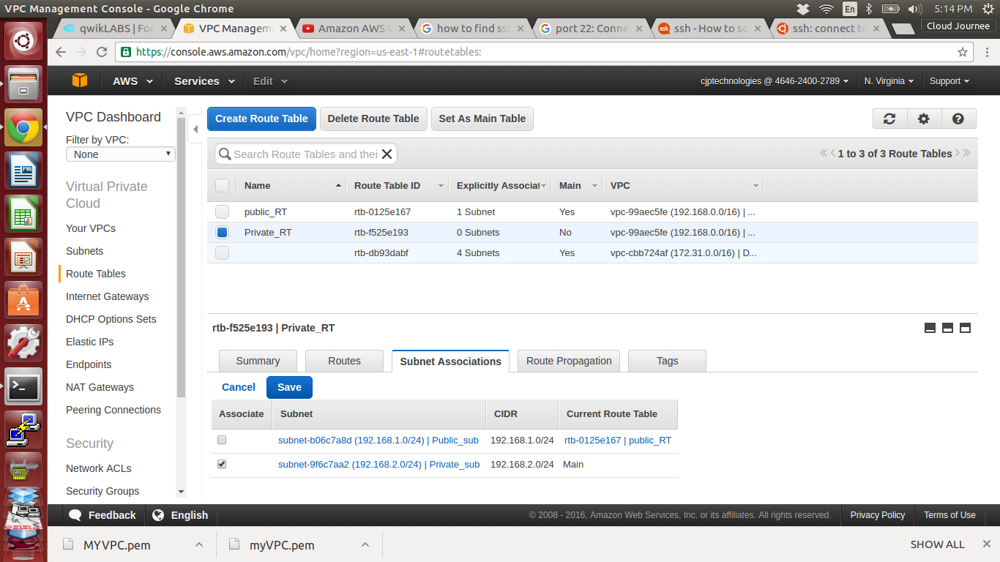 VPC Management Console - Google Chrome
En
5:14 PM
qwikLABS | Foc
VPC Managem
Amazon AWS V
how to find ssh
port 22: Conne
ask
ssh - How to so
ssh: connect to
Cloud Journee
https://console.aws.amazon.com/vpc/home?region=us-east-1#routetables:
AWS
Services
Edit
cjptechnologies @ 4646-2400-2789
N. Virginia
Support
VPC Dashboard
Filter by VPC:
None
Virtual Private
Cloud
Your VPCs
Subnets
Route Tables
Internet Gateways
DHCP Options Sets
Elastic IPs
Endpoints
NAT Gateways
Peering Connections
Security
Network ACLs
Security Groups
Create Route Table
Delete Route Table
Set As Main Table
Search Route Tables and thei
1 to 3 of 3 Route Tables
Name Route Table ID Explicitly Associat Main VPC
public_RT rtb-0125e167 1 Subnet Yes vpc-99aec5fe (192.168.0.0/16) | ...
Private_RT rtb-f525e193 0 Subnets No vpc-99aec5fe (192.168.0.0/16) | ...
rtb-db93dabf 4 Subnets Yes vpc-cbb724af (172.31.0.0/16) | D...
rtb-f525e193 | Private_RT
Summary
Routes
Subnet Associations
Route Propagation
Tags
Cancel
Save
Associate Subnet CIDR Current Route Table
subnet-b06c7a8d (192.168.1.0/24) | Public_sub 192.168.1.0/24 rtb-0125e167 | public_RT
subnet-9f6c7aa2 (192.168.2.0/24) | Private_sub 192.168.2.0/24 Main
Feedback
English
© 2008 - 2016, Amazon Web Services, Inc. or its affiliates. All rights reserved.
Privacy Policy
Terms of Use
MYVPC.pem
myVPC.pem
SHOW ALL